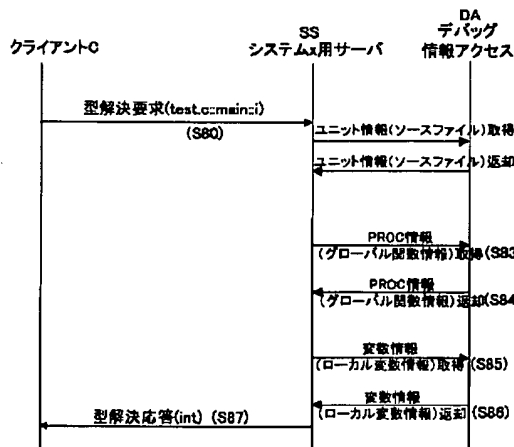 クライアントC
SS
システムx用サーバ
DA
デバッグ
情報アクセス
型解決要求(test.c::main::i)
(S80)
ユニット情報(ソースファイル)取得
ユニット情報(ソースファイル)返却
PROC情報
(グローバル関数情報)取得(S83
PROC情報
(グローバル関数情報)返却(S84
変数情報
(ローカル変数情報)取得 (S85)
変数情報
(ローカル変数情報)返却 (S86)
型解決応答(int) (S87)